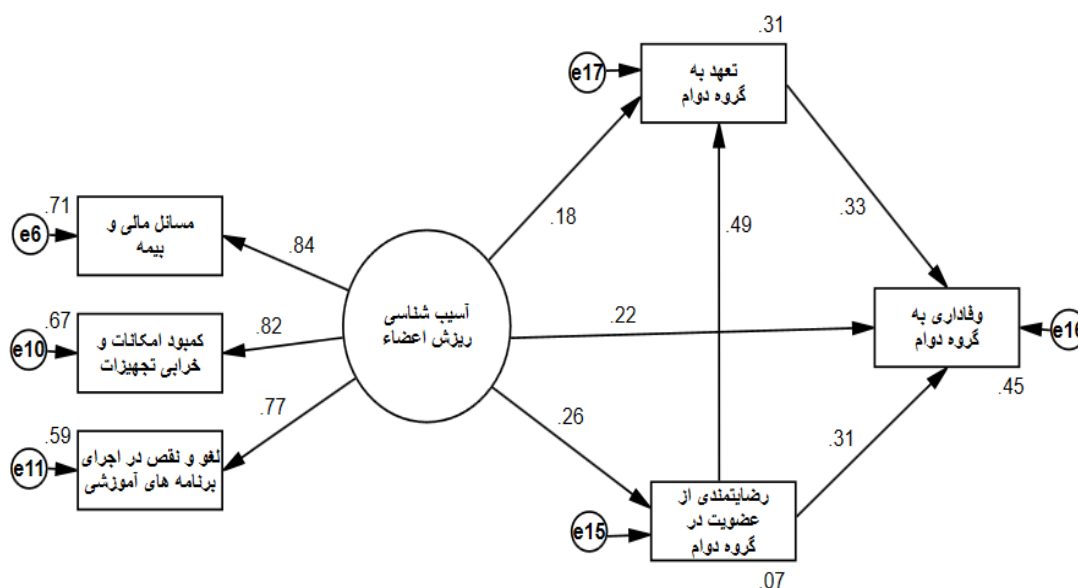 .31
e17
تعهد به
گروه دوام
.71
e6
مسائل مالی و
بیمه
.84
.18
.49
.33
.67
e10
کمبود امکانات و
خرابی تجهیزات
.82
آسیب شناسی
ریزش اعضاء
.22
وفاداری به
گروه دوام
e16
.45
.59
e11
لغو و نقص در اجرای
برنامه های آموزشی
.77
.26
.31
e15
رضایتمندی از
عضویت در
گروه دوام
.07